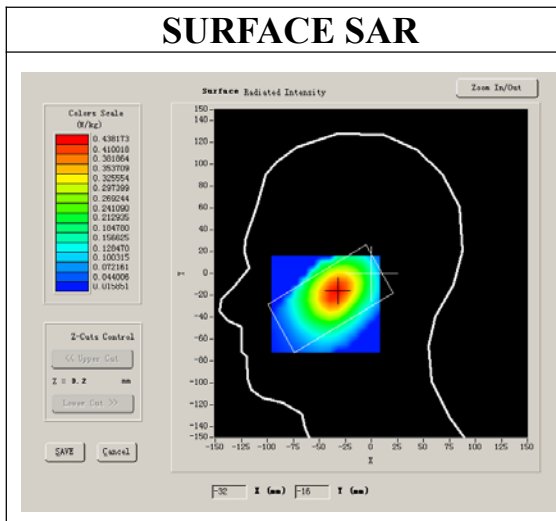 SURFACE SAR
Surface Radiated Intensity
Zoom In/Out
Colors Scale
(W/kg)
0.438173
0.410018
0.381864
0.353709
0.325554
0.297399
0.269244
0.241090
0.212935
0.184780
0.156625
0.128470
0.100315
0.072161
0.044006
0.015851
150
140
120
100
80
60
40
20
0
-20
-40
-60
-80
-100
-120
-140
-150
Y
-150 -125 -100 -75 -50 -25 0 25 50 75 100 125 150
X
Z-Cuts Control
<< Upper Cut
Z = 3.2 mm
Lower Cut >>
SAVE Cancel
-32 X (mm) -16 Y (mm)